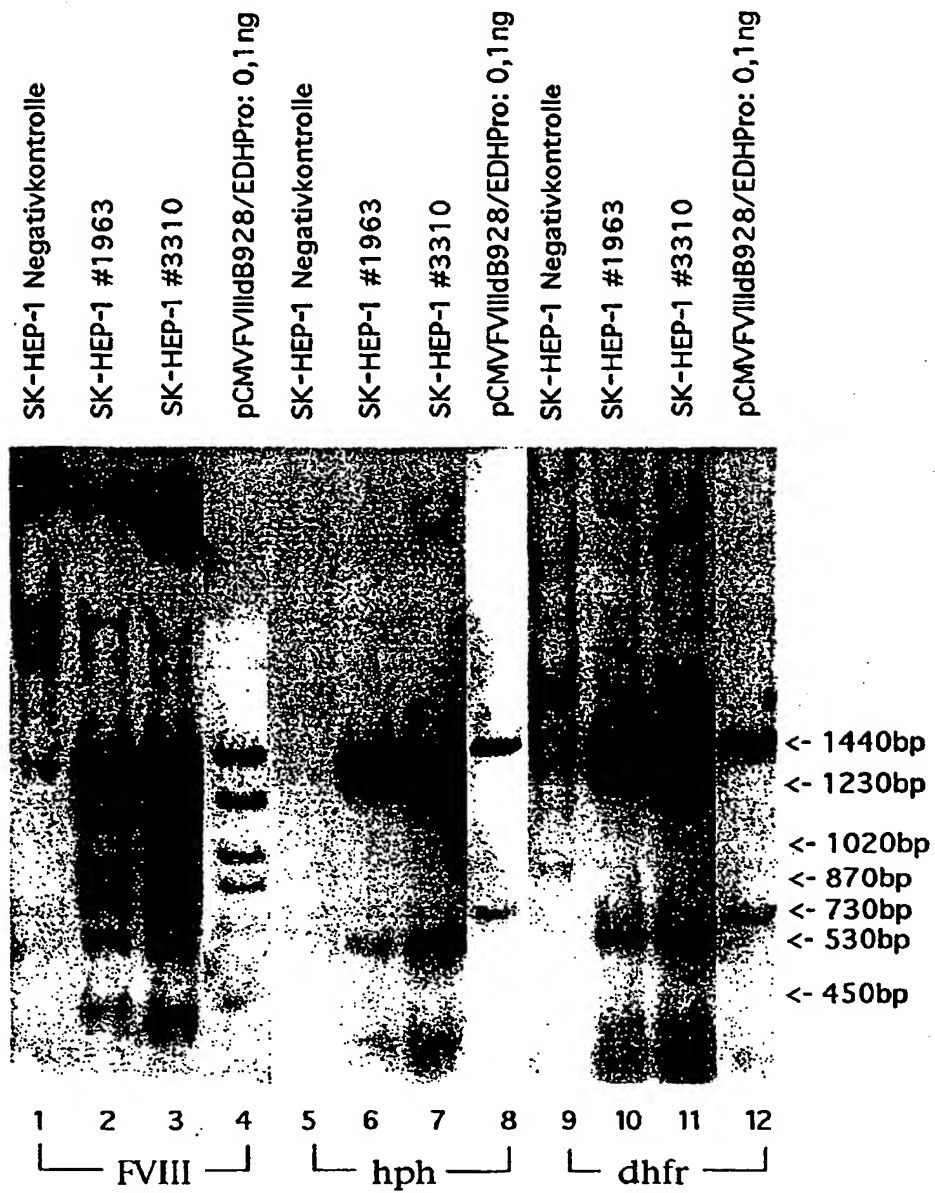 SK-HEP-1 Negativkontrolle
SK-HEP-1 #1963
SK-HEP-1 #3310
pCMVFVIIIdB928/EDHPro: 0,1ng
SK-HEP-1 Negativkontrolle
SK-HEP-1 #1963
SK-HEP-1 #3310
pCMVFVIIIdB928/EDHPro: 0,1ng
SK-HEP-1 Negativkontrolle
SK-HEP-1 #1963
SK-HEP-1 #3310
pCMVFVIIIdB928/EDHPro: 0,1ng
<- 1440bp
<- 1230bp
<- 1020bp
<- 870bp
<- 730bp
<- 530bp
<- 450bp
1 2 3 4 5 6 7 8 9 10 11 12
FVIII hph dhfr